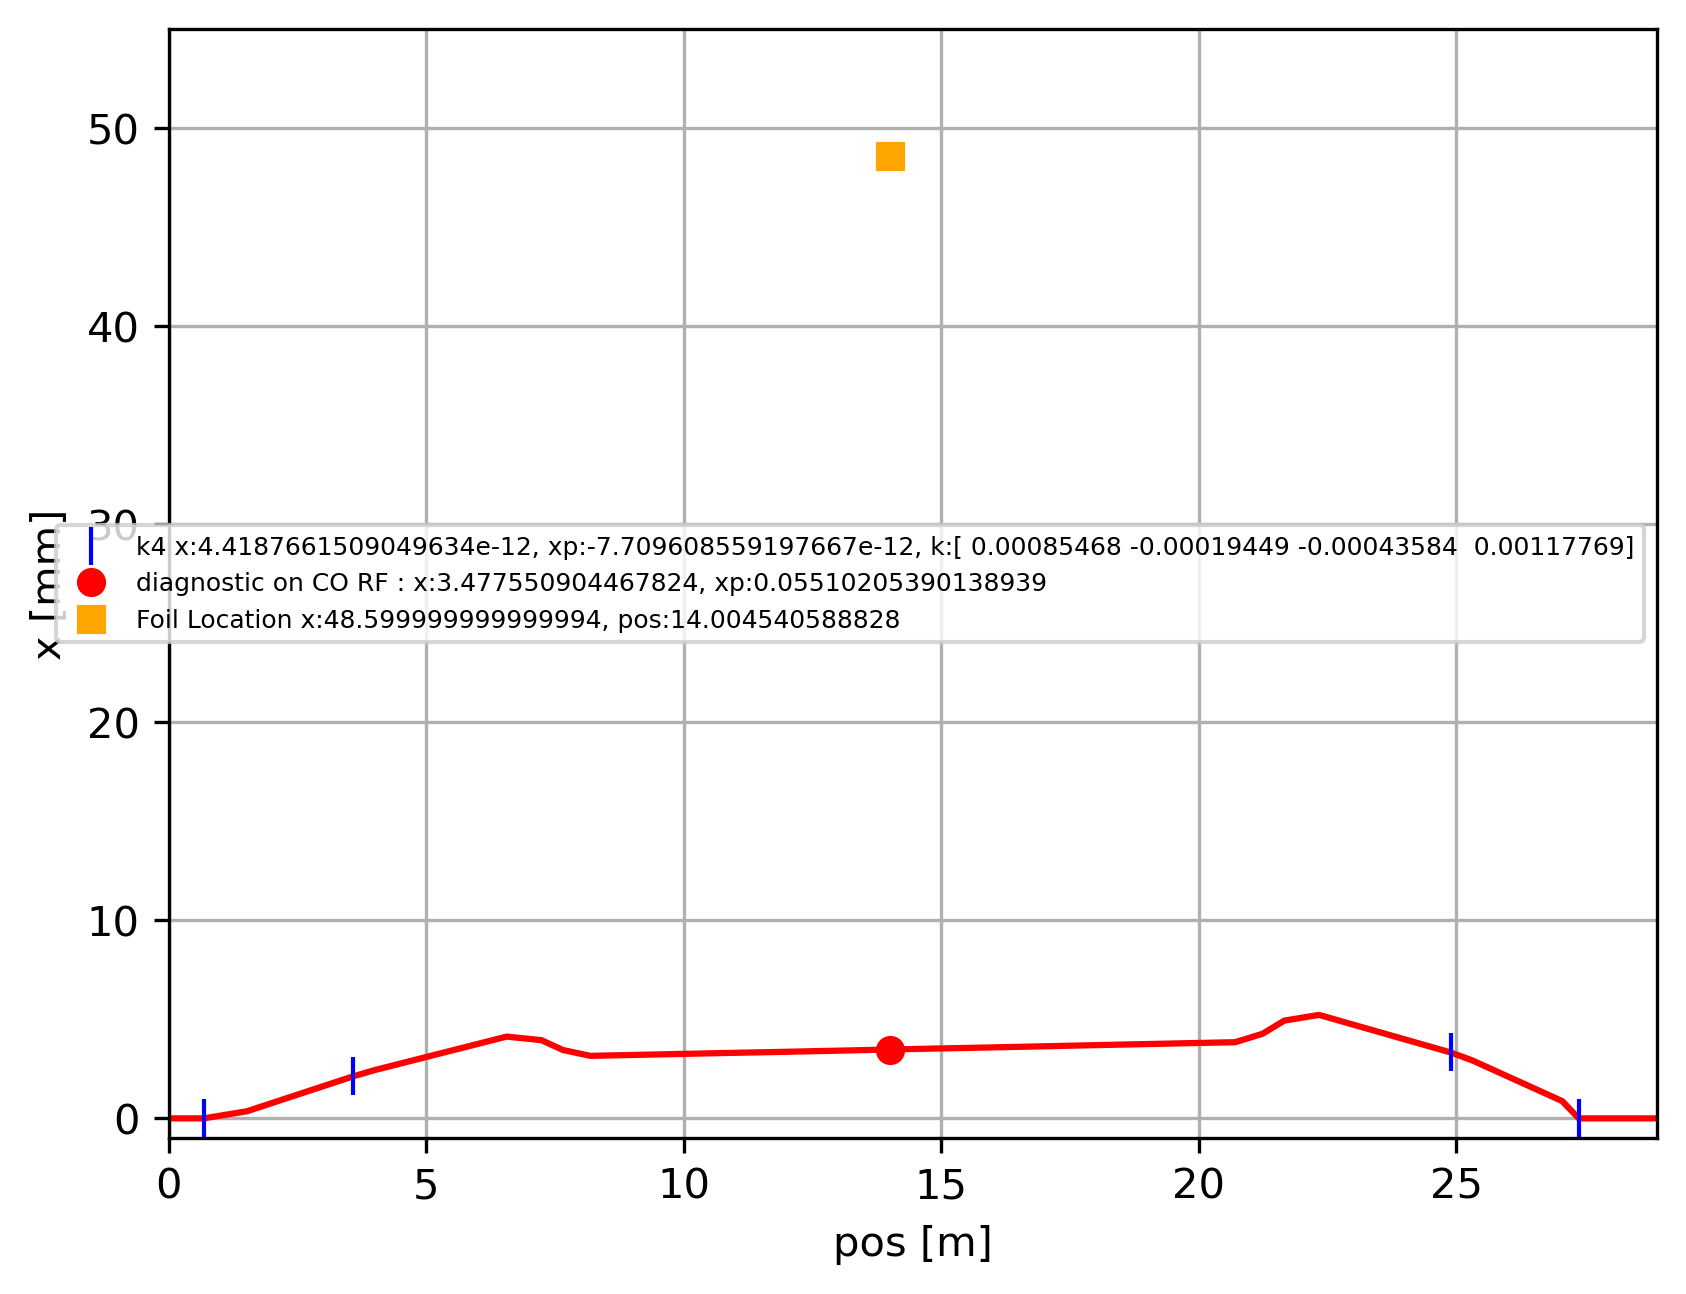 50
40
30
20
10
0
x [mm]
k4 x:4.4187661509049634e-12, xp:-7.709608559197667e-12, k:[ 0.00085468 -0.00019449 -0.00043584  0.00117769]
diagnostic on CO RF : x:3.477550904467824, xp:0.05510205390138939
Foil Location x:48.599999999999994, pos:14.004540588828
0 5 10 15 20 25
pos [m]